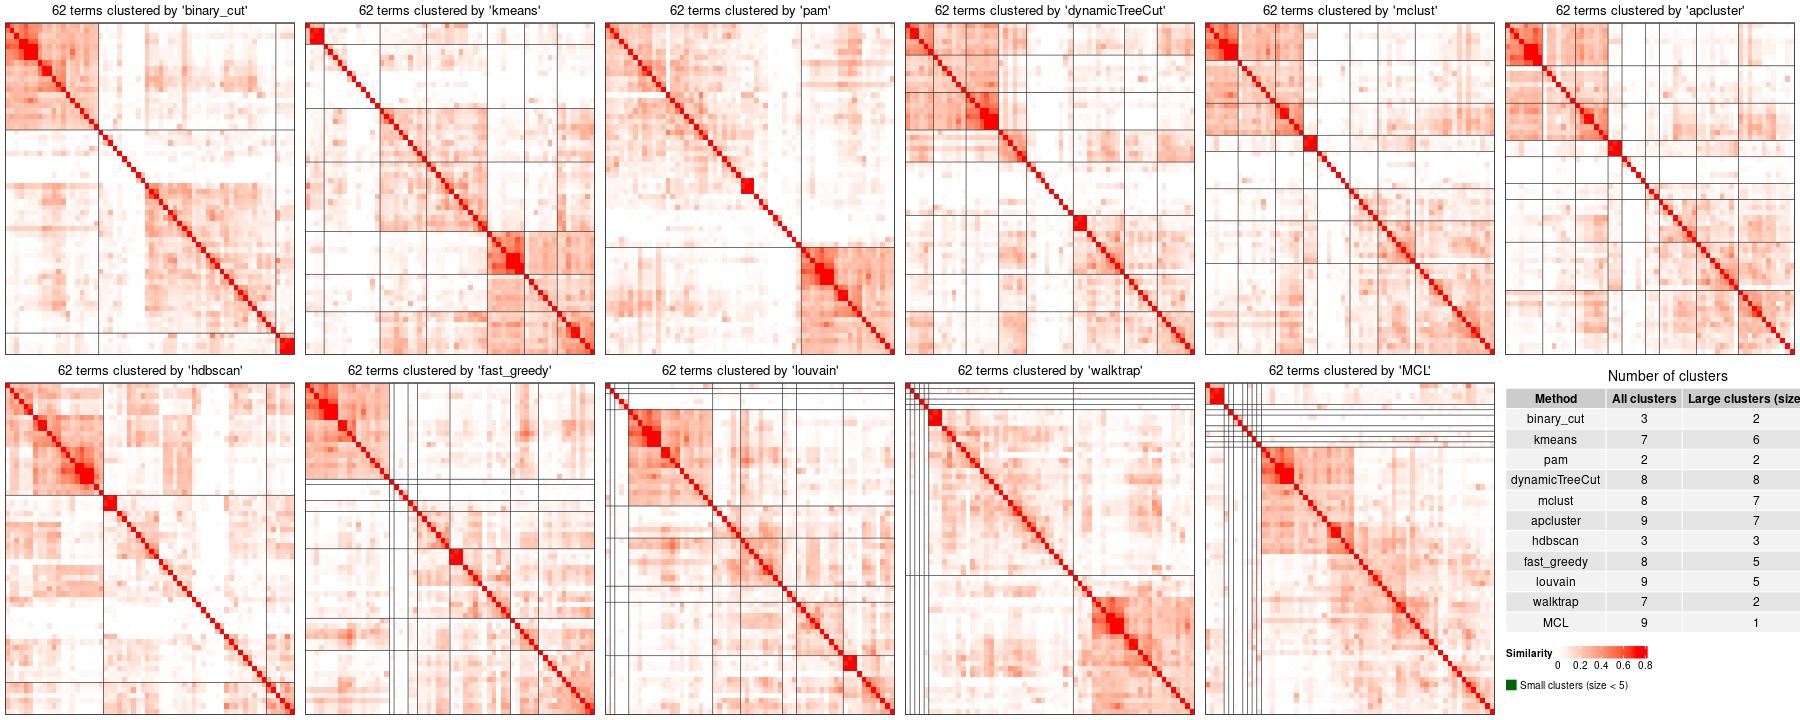 62 terms clustered by 'binary_cut'
62 terms clustered by 'kmeans'
62 terms clustered by 'pam'
62 terms clustered by 'dynamicTreeCut'
62 terms clustered by 'mclust'
62 terms clustered by 'apcluster'
62 terms clustered by 'hdbscan'
62 terms clustered by 'fast_greedy'
62 terms clustered by 'louvain'
62 terms clustered by 'walktrap'
62 terms clustered by 'MCL'
Number of clusters
Method All clusters Large clusters (size
binary_cut 3 2
kmeans 7 6
pam 2 2
dynamicTreeCut 8 8
mclust 8 7
apcluster 9 7
hdbscan 3 3
fast_greedy 8 5
louvain 9 5
walktrap 7 2
MCL 9 1
Similarity
0 0.2 0.4 0.6 0.8
Small clusters (size < 5)